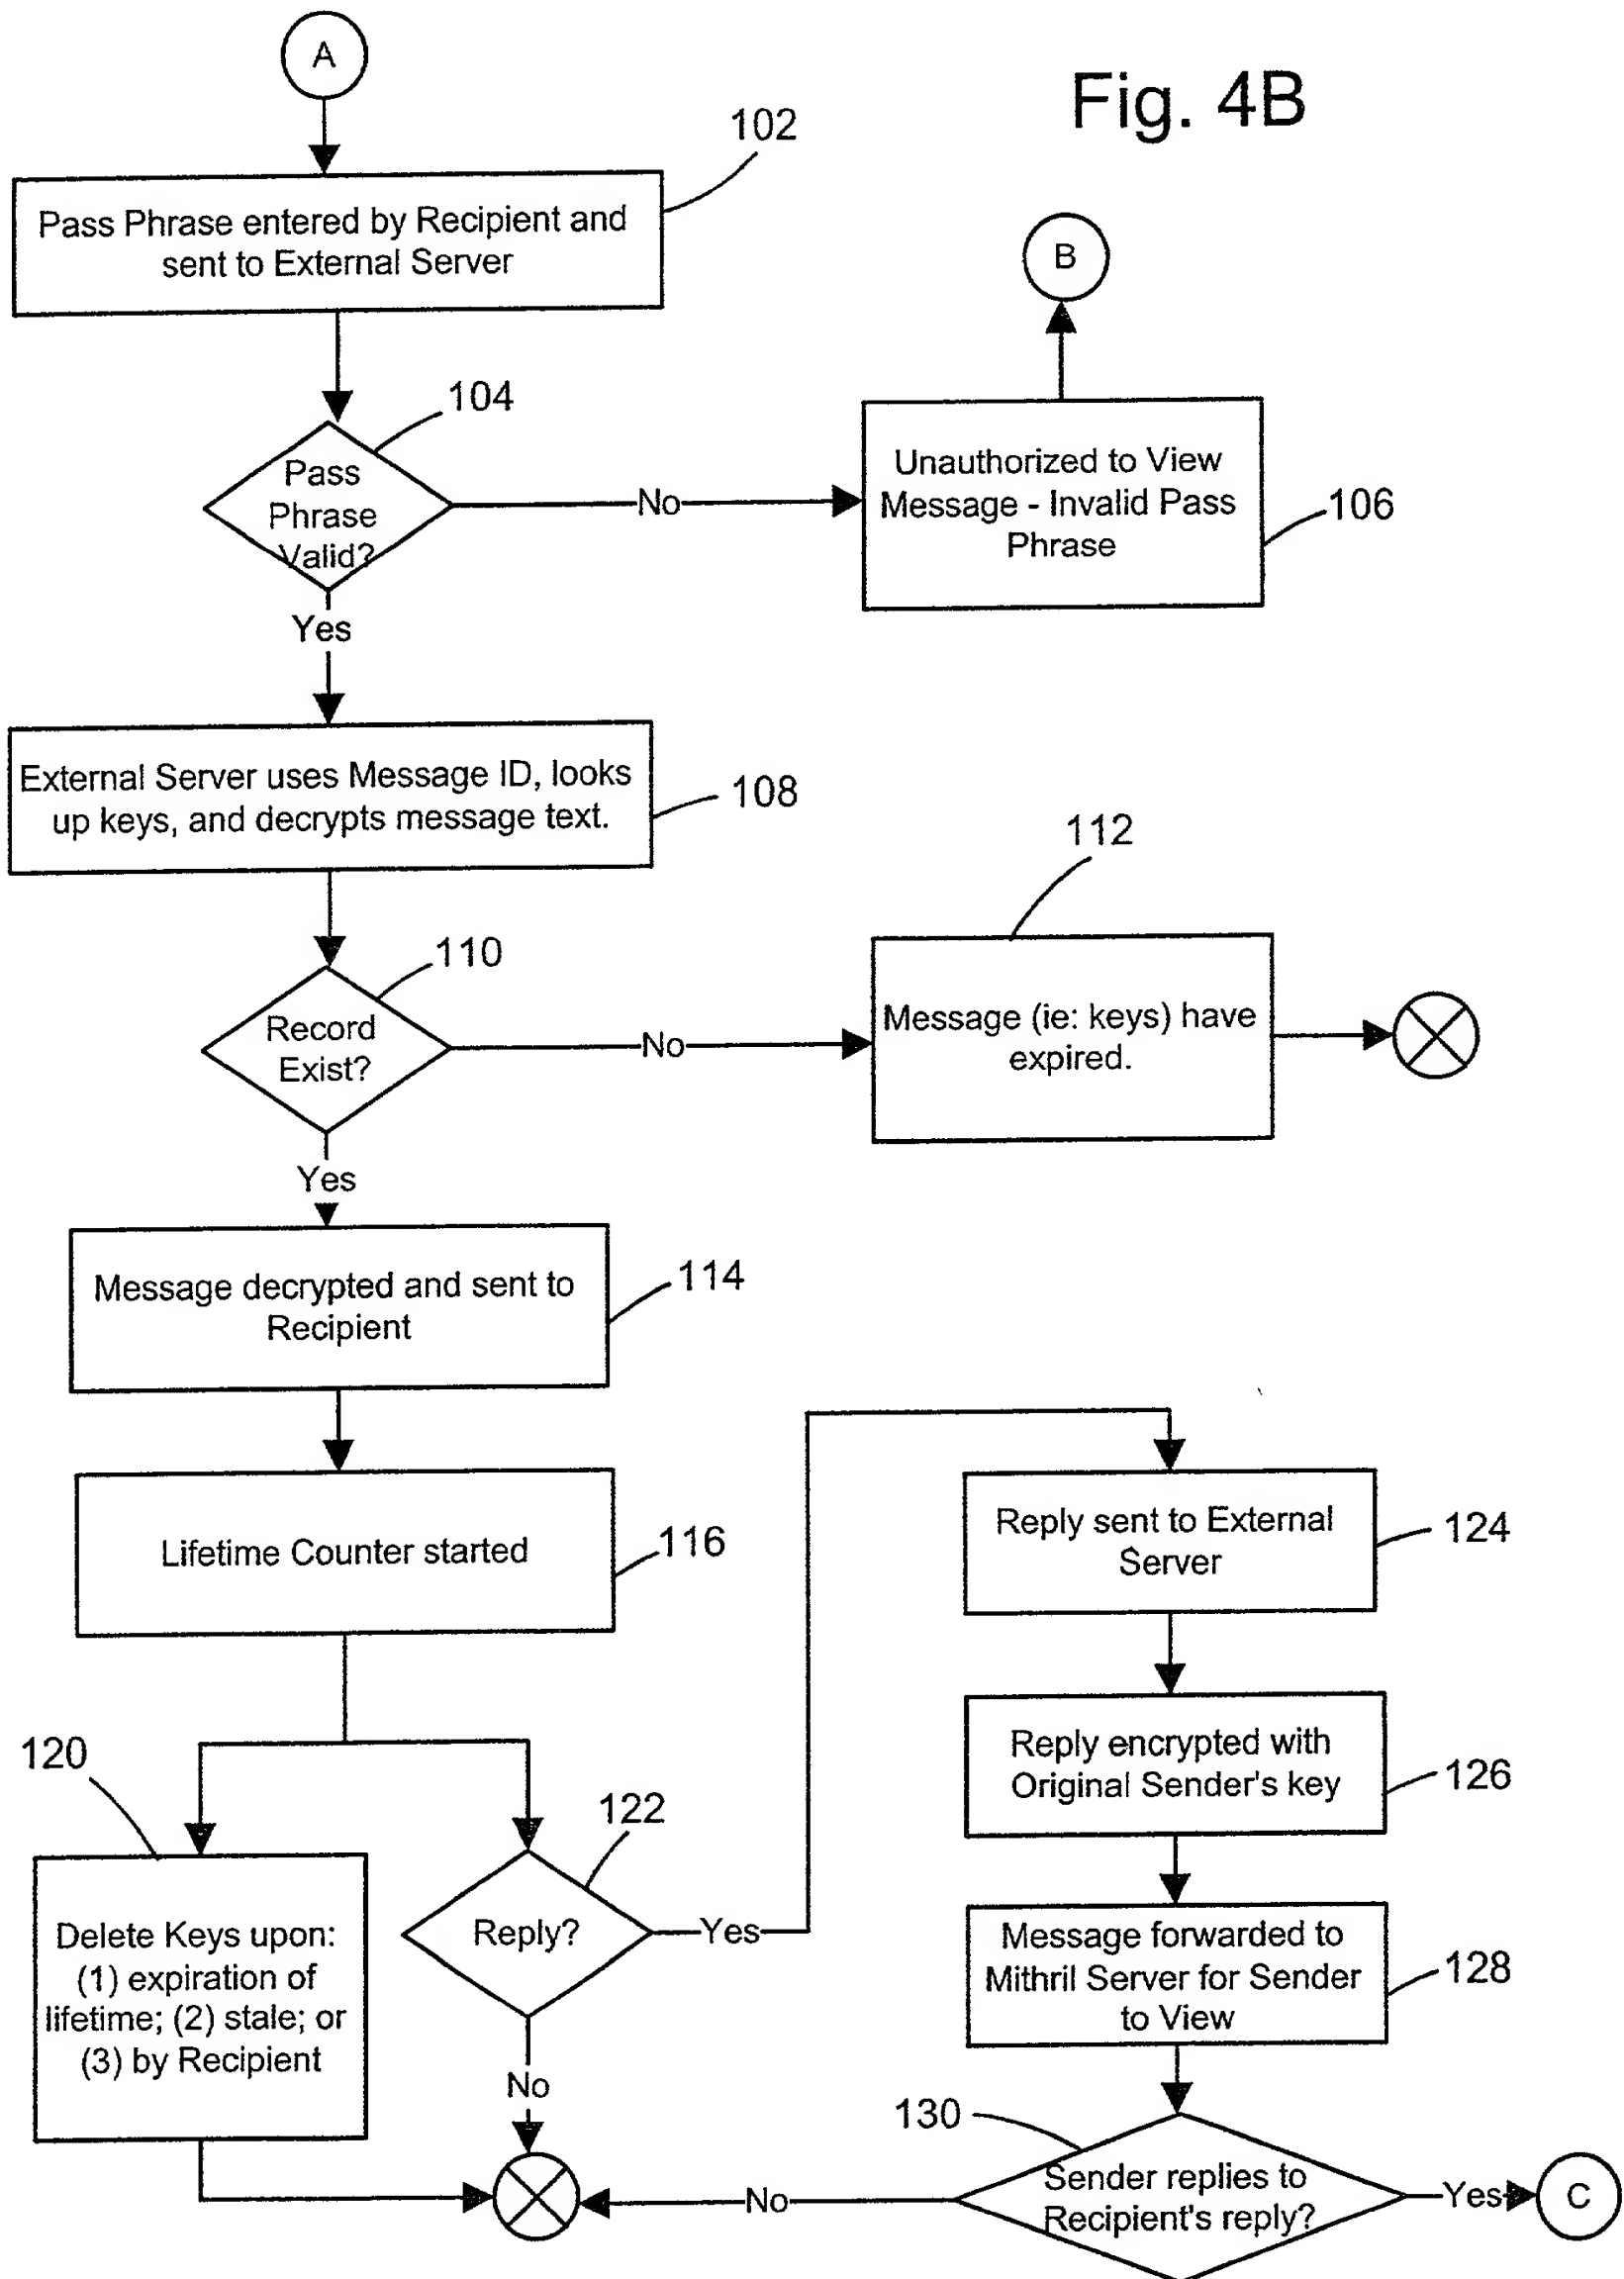 A
Fig. 4B
102
Pass Phrase entered by Recipient and
sent to External Server
B
104
Pass
Phrase
Valid?
No
Unauthorized to View
Message - Invalid Pass
Phrase
106
Yes
External Server uses Message ID, looks
up keys, and decrypts message text.
108
112
110
Record
Exist?
No
Message (ie: keys) have
expired.
Yes
Message decrypted and sent to
Recipient
114
Lifetime Counter started
116
Reply sent to External
Server
124
120
122
Reply encrypted with
Original Sender's key
126
Delete Keys upon:
(1) expiration of
lifetime; (2) stale; or
(3) by Recipient
Reply?
Yes
Message forwarded to
Mithril Server for Sender
to View
128
No
130
Sender replies to
Recipient's reply?
No
Yes
C